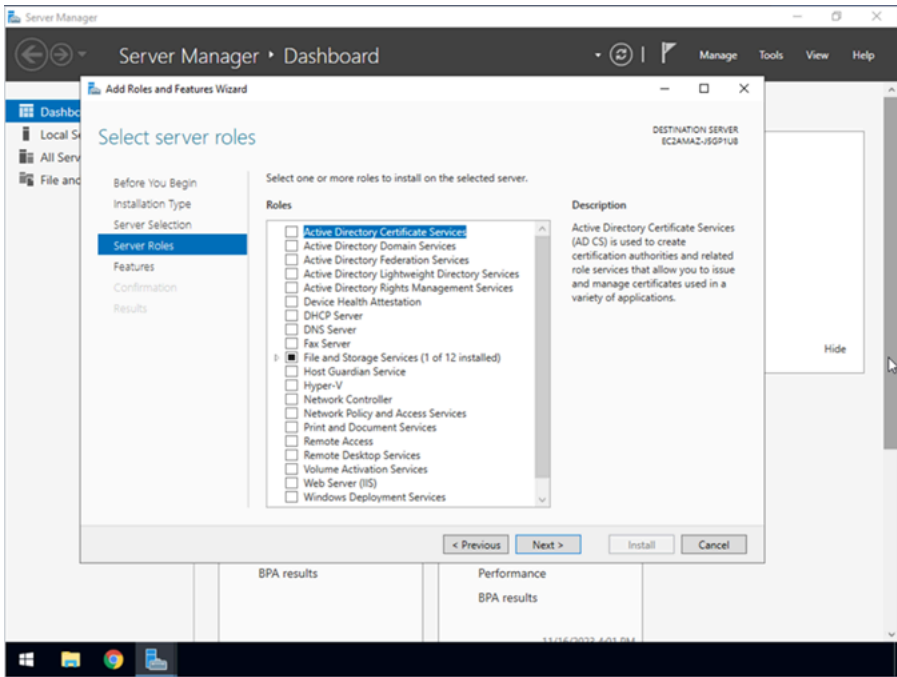 Server Manager
Server Manager • Dashboard
Manage Tools View Help
Add Roles and Features Wizard
Dashbo
Local Se
All Serv
File and
Select server roles
DESTINATION SERVER
EC2AMAZ-JSGP1U8
Before You Begin
Installation Type
Server Selection
Server Roles
Features
Confirmation
Results
Select one or more roles to install on the selected server.
Roles
Active Directory Certificate Services
Active Directory Domain Services
Active Directory Federation Services
Active Directory Lightweight Directory Services
Active Directory Rights Management Services
Device Health Attestation
DHCP Server
DNS Server
Fax Server
File and Storage Services (1 of 12 installed)
Host Guardian Service
Hyper-V
Network Controller
Network Policy and Access Services
Print and Document Services
Remote Access
Remote Desktop Services
Volume Activation Services
Web Server (IIS)
Windows Deployment Services
Description
Active Directory Certificate Services
(AD CS) is used to create
certification authorities and related
role services that allow you to issue
and manage certificates used in a
variety of applications.
Hide
< Previous Next > Install Cancel
BPA results
Performance
BPA results
11/16/2023 4:01 PM